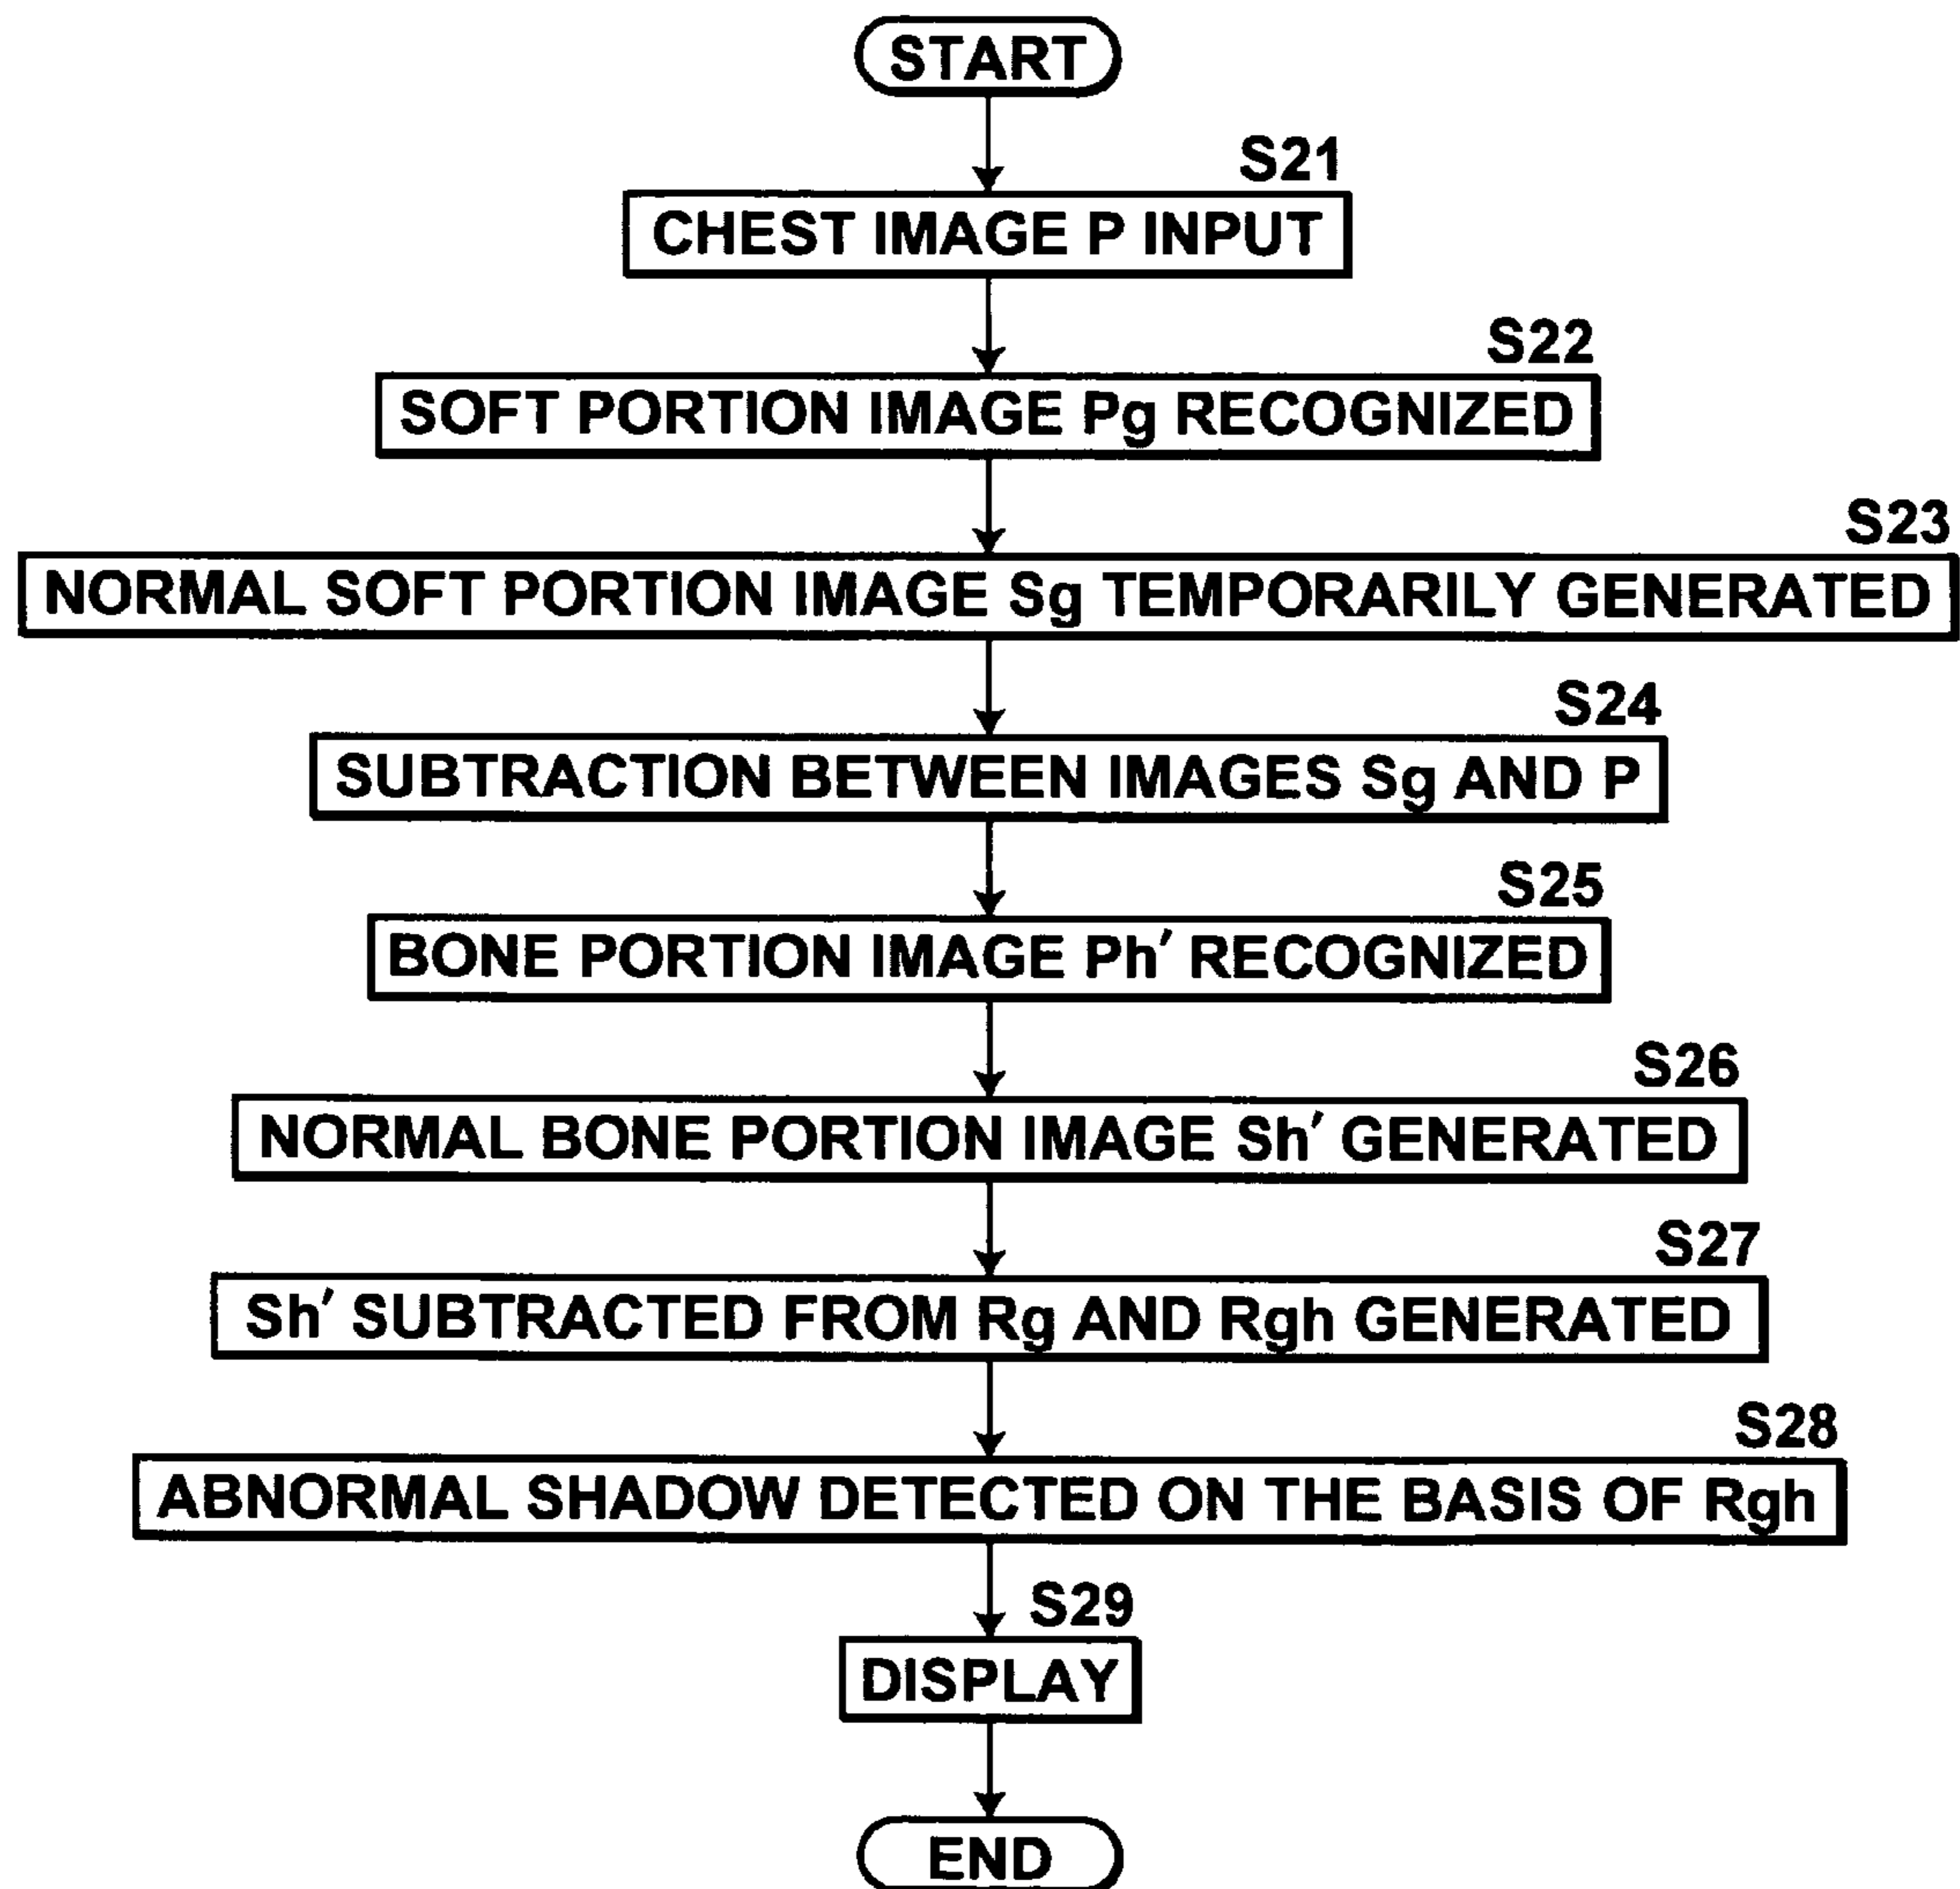 START
S21
CHEST IMAGE P INPUT
S22
SOFT PORTION IMAGE Pg RECOGNIZED
S23
NORMAL SOFT PORTION IMAGE Sg TEMPORARILY GENERATED
S24
SUBTRACTION BETWEEN IMAGES Sg AND P
S25
BONE PORTION IMAGE Ph′ RECOGNIZED
S26
NORMAL BONE PORTION IMAGE Sh′ GENERATED
S27
Sh′ SUBTRACTED FROM Rg AND Rgh GENERATED
S28
ABNORMAL SHADOW DETECTED ON THE BASIS OF Rgh
S29
DISPLAY
END